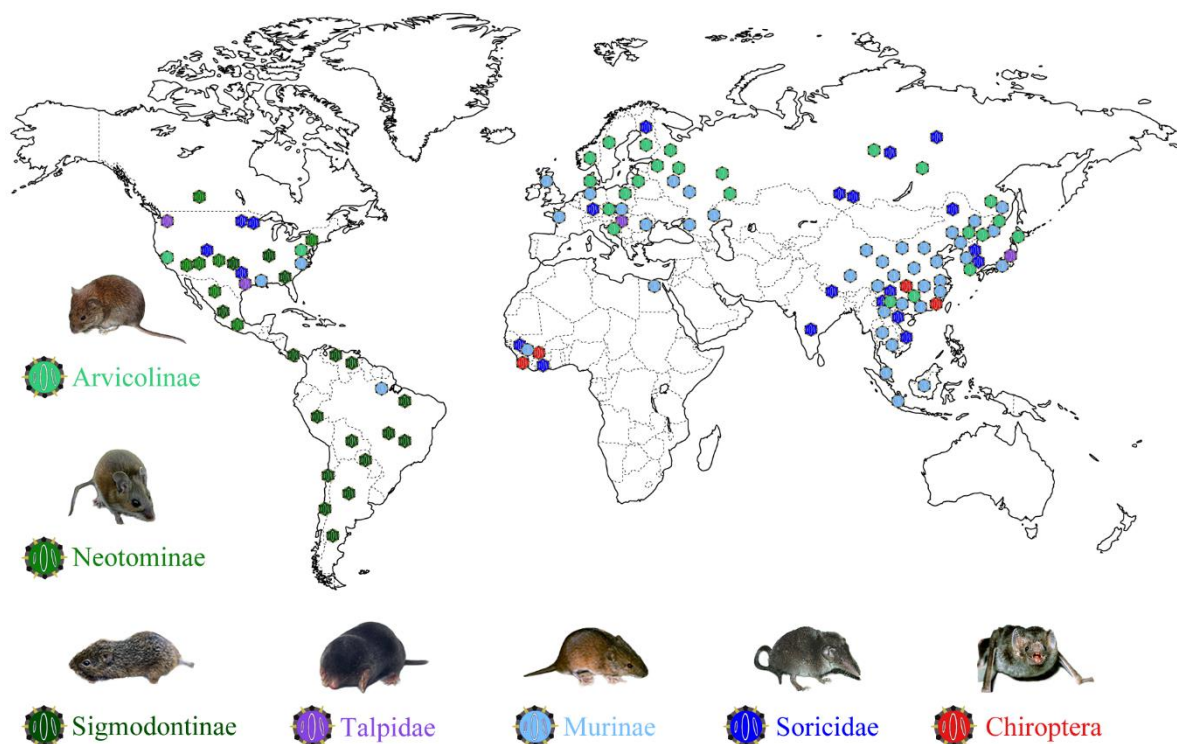 Arvicolinae
Neotominae
Sigmodontinae
Talpidae
Murinae
Soricidae
Chiroptera